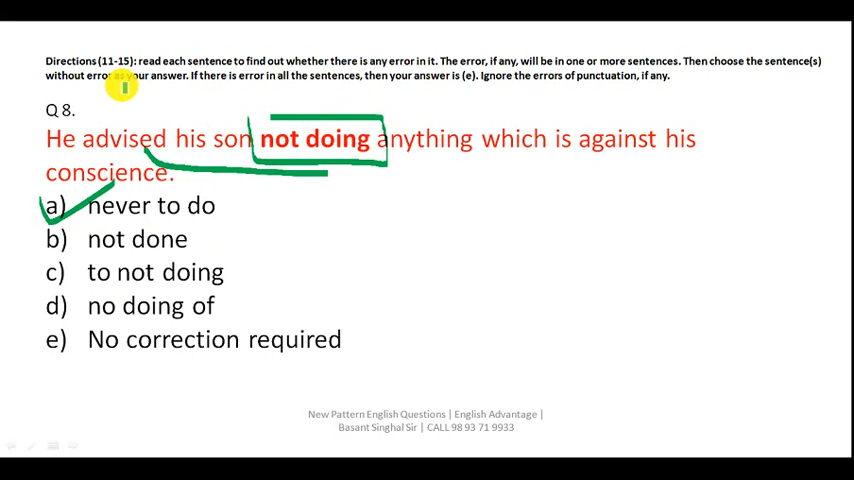 Directions (11-15): read each sentence to find out whether there is any error in it. The error, if any, will be in one or more sentences. Then choose the sentence(s)
without error as your answer. If there is error in all the sentences, then your answer is (e). Ignore the errors of punctuation, if any.
Q 8.
He advised his son not doing anything which is against his
conscience.
a) never to do
b) not done
c) to not doing
d) no doing of
e) No correction required
New Pattern English Questions | English Advantage |
Basant Singhal Sir | CALL 98 93 71 9933